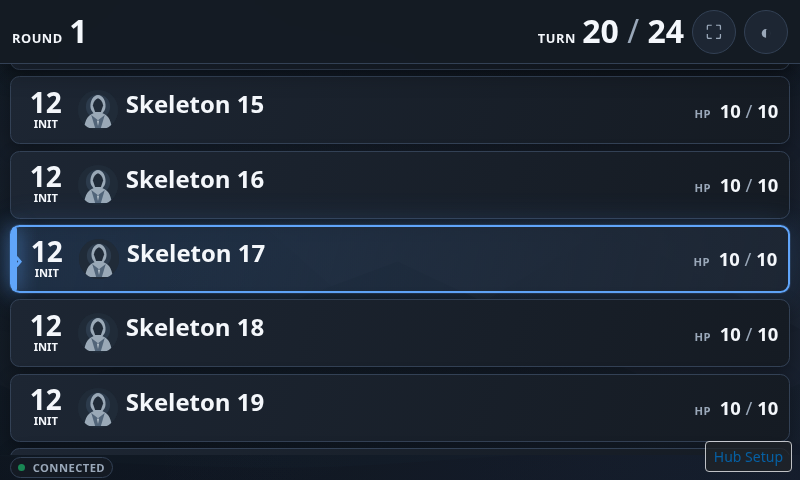 ROUND 1
TURN 20 / 24
12 INIT Skeleton 15 HP 10 / 10
12 INIT Skeleton 16 HP 10 / 10
12 INIT Skeleton 17 HP 10 / 10
12 INIT Skeleton 18 HP 10 / 10
12 INIT Skeleton 19 HP 10 / 10
CONNECTED
Hub Setup